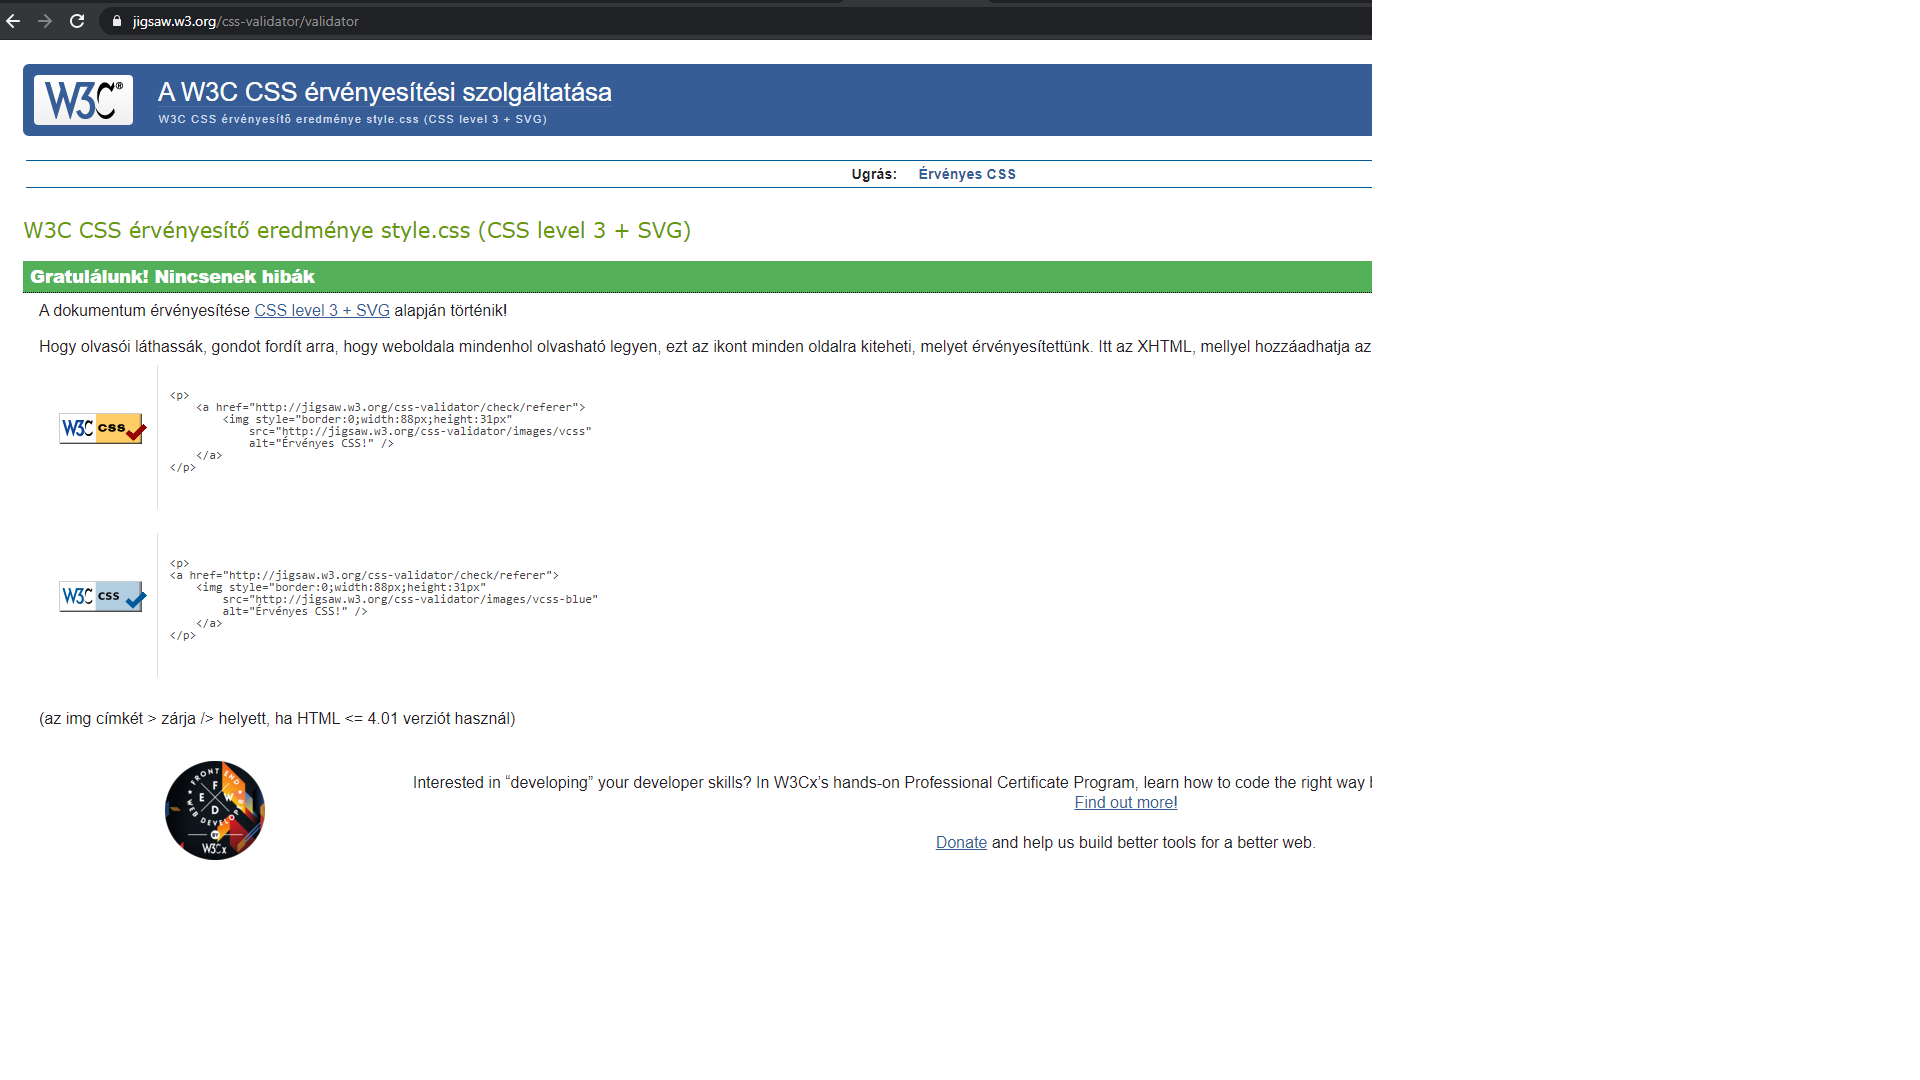 jigsaw.w3.org/css-validator/validator
W3C®
A W3C CSS érvényesítési szolgáltatása
W3C CSS érvényesítő eredménye style.css (CSS level 3 + SVG)
Ugrás: Érvényes CSS
W3C CSS érvényesítő eredménye style.css (CSS level 3 + SVG)
Gratulálunk! Nincsenek hibák
A dokumentum érvényesítése CSS level 3 + SVG alapján történik!
Hogy olvasói láthassák, gondot fordít arra, hogy weboldala mindenhol olvasható legyen, ezt az ikont minden oldalra kiteheti, melyet érvényesítettünk. Itt az XHTML, mellyel hozzáadhatja az
W3C css
<p>
<a href="http://jigsaw.w3.org/css-validator/check/referer">
<img style="border:0;width:88px;height:31px"
src="http://jigsaw.w3.org/css-validator/images/vcss"
alt="Érvényes CSS!" />
</a>
</p>
W3C css
<p>
<a href="http://jigsaw.w3.org/css-validator/check/referer">
<img style="border:0;width:88px;height:31px"
src="http://jigsaw.w3.org/css-validator/images/vcss-blue"
alt="Érvényes CSS!" />
</a>
</p>
(az img címkét > zárja /> helyett, ha HTML <= 4.01 verziót használ)
FRONT END
F
E W
D
WEB DEVELOPER
BY
W3Cx
Interested in “developing” your developer skills? In W3Cx’s hands-on Professional Certificate Program, learn how to code the right way
Find out more!
Donate and help us build better tools for a better web.